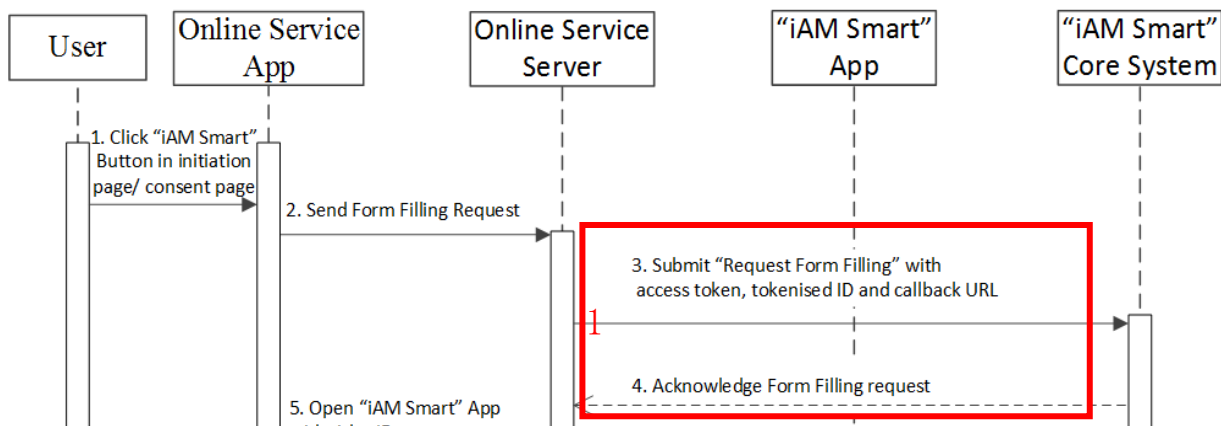 User
Online Service
App
Online Service
Server
“iAM Smart”
App
“iAM Smart”
Core System
1. Click “iAM Smart”
Button in initiation
page/ consent page
2. Send Form Filling Request
3. Submit “Request Form Filling” with
access token, tokenised ID and callback URL
1
4. Acknowledge Form Filling request
5. Open “iAM Smart” App